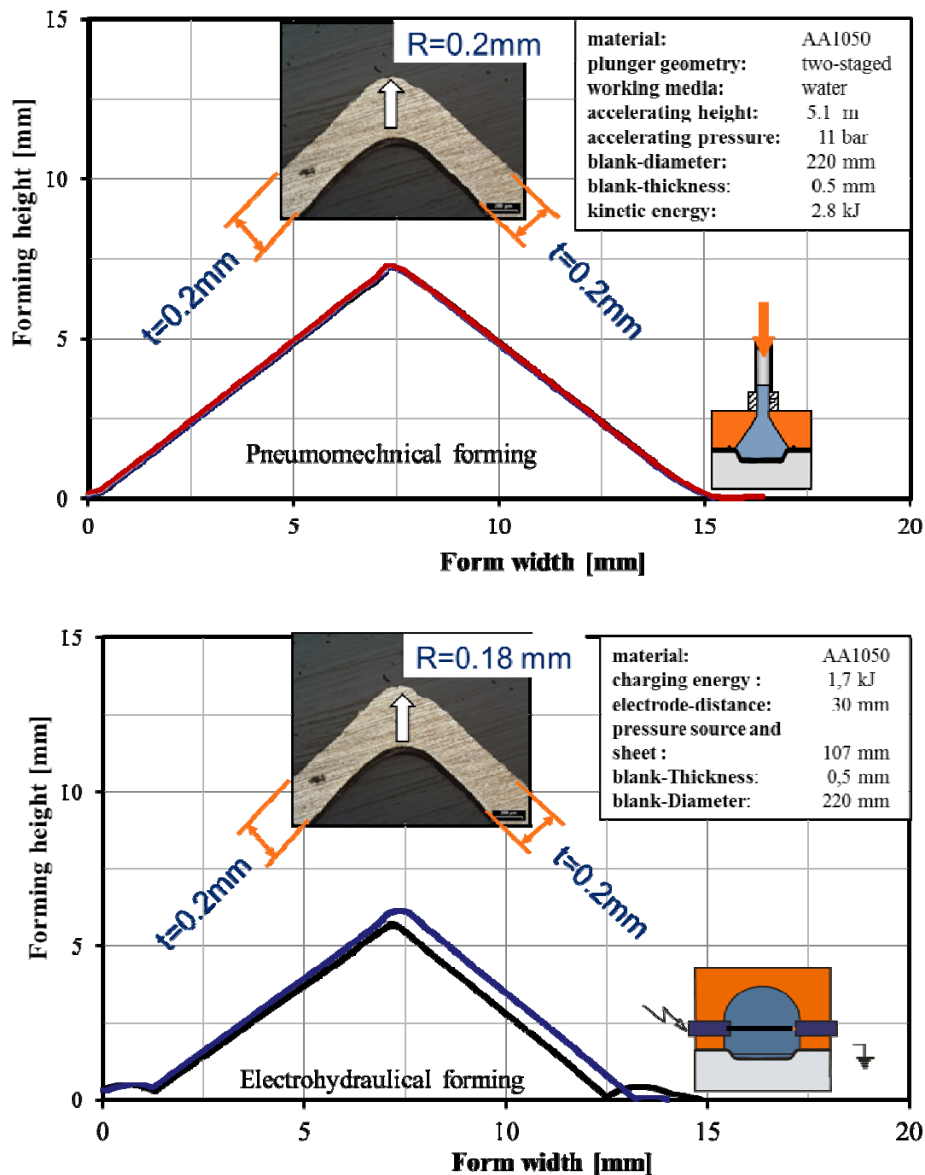 15
R=0.2mm
material: AA1050
plunger geometry: two-staged
working media: water
accelerating height: 5.1 m
accelerating pressure: 11 bar
blank-diameter: 220 mm
blank-thickness: 0.5 mm
kinetic energy: 2.8 kJ
Forming height [mm]
10
t=0.2mm
t=0.2mm
5
Pneumomechnical forming
0
0 5 10 15 20
Form width [mm]
15
R=0.18 mm
material: AA1050
charging energy : 1,7 kJ
electrode-distance: 30 mm
pressure source and
sheet : 107 mm
blank-Thickness: 0,5 mm
blank-Diameter: 220 mm
Forming height [mm]
10
t=0.2mm
t=0.2mm
5
Electrohydraulical forming
0
0 5 10 15 20
Form width [mm]